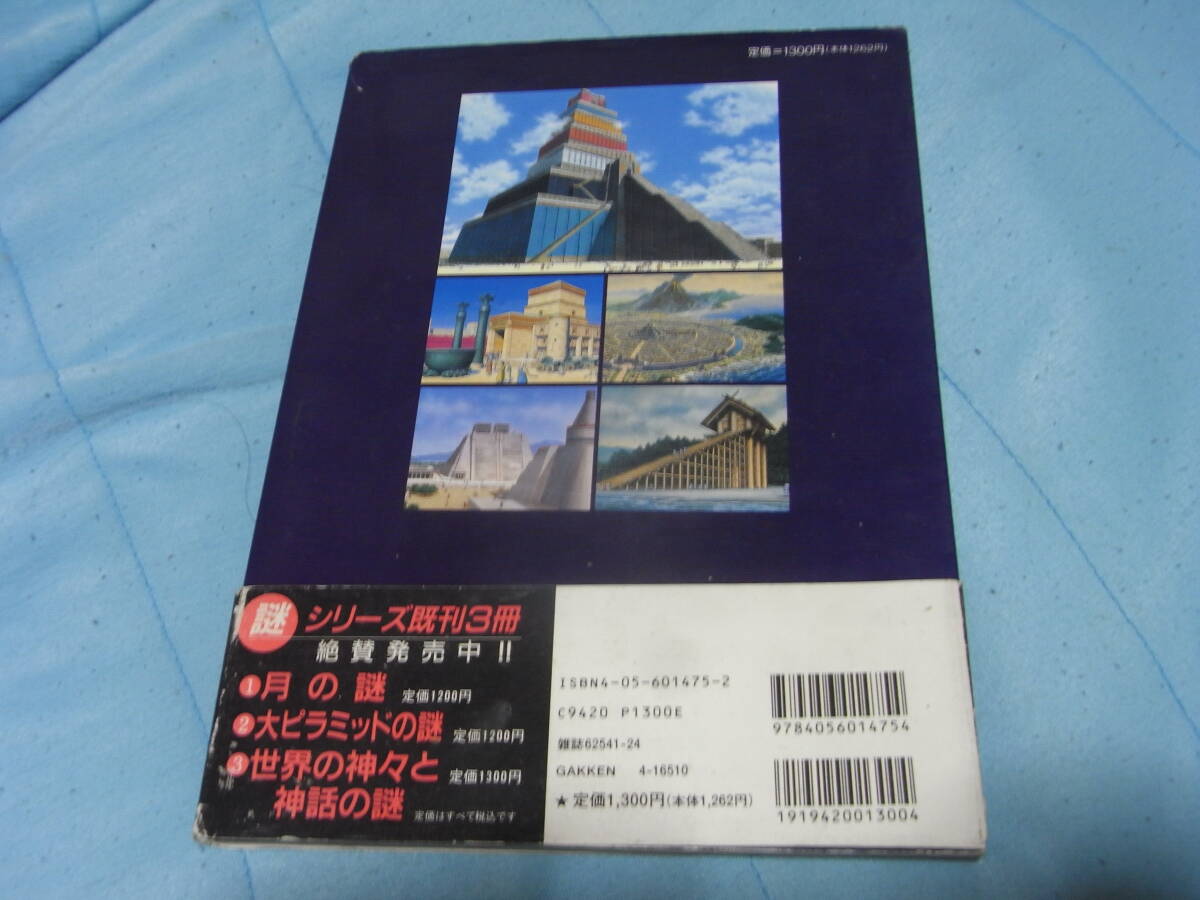 定価=1300円(本体1262円)
謎 シリーズ既刊3冊
絶賛発売中!!
❶月の謎 定価1200円
❷大ピラミッドの謎 定価1200円
❸世界の神々と
神話の謎 定価1300円
定価はすべて税込です
ISBN4-05-601475-2
C9420 P1300E
雑誌62541-24
GAKKEN 4-16510
★定価1,300円(本体1,262円)
9784056014754
1919420013004